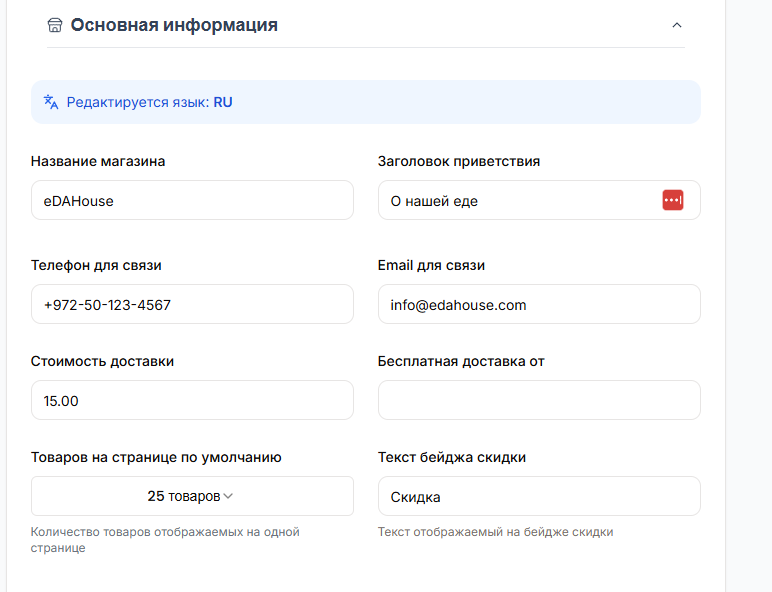 Основная информация
Редактируется язык: RU
Название магазина
Заголовок приветствия
eDAHouse
О нашей еде
Телефон для связи
Email для связи
+972-50-123-4567
info@edahouse.com
Стоимость доставки
Бесплатная доставка от
15.00
Товаров на странице по умолчанию
Текст бейджа скидки
25 товаров
Скидка
Количество товаров отображаемых на одной
странице
Текст отображаемый на бейдже скидки